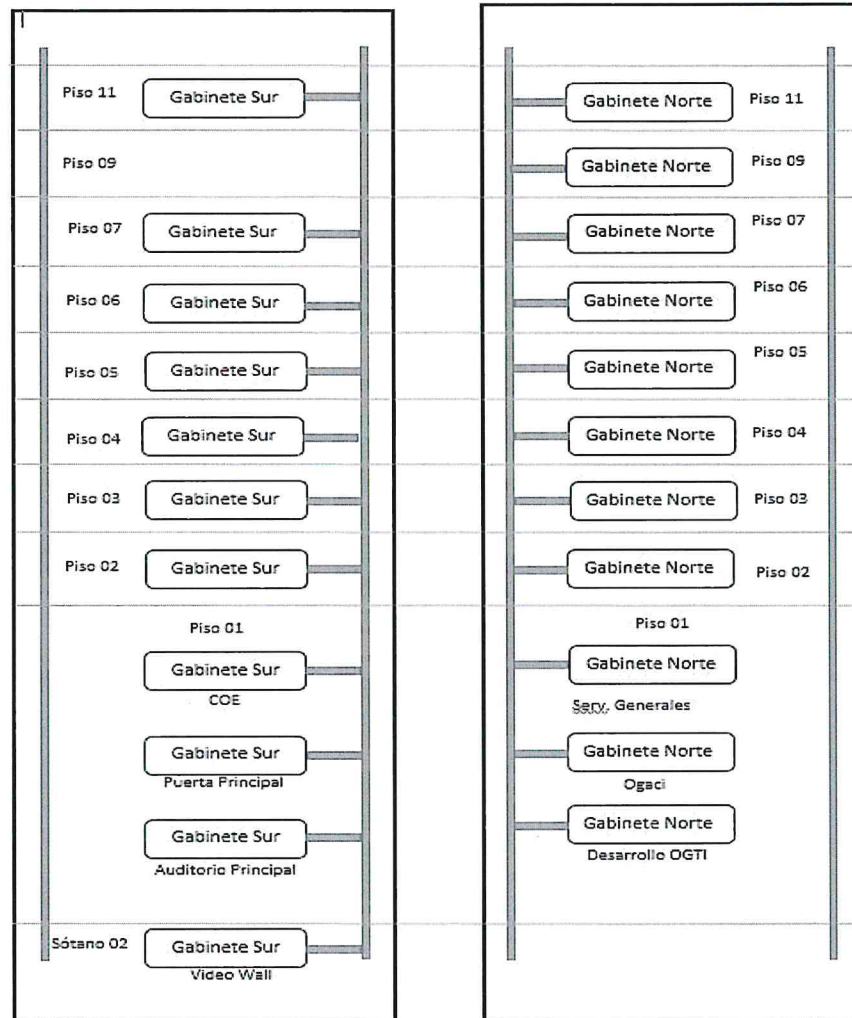 Piso 11 Gabinete Sur
Piso 09
Piso 07 Gabinete Sur
Piso 06 Gabinete Sur
Piso 05 Gabinete Sur
Piso 04 Gabinete Sur
Piso 03 Gabinete Sur
Piso 02 Gabinete Sur
Piso 01
Gabinete Sur
COE
Gabinete Sur
Puerta Principal
Gabinete Sur
Auditorio Principal
Sótano 02 Gabinete Sur
Video Wall
Gabinete Norte Piso 11
Gabinete Norte Piso 09
Gabinete Norte Piso 07
Gabinete Norte Piso 06
Gabinete Norte Piso 05
Gabinete Norte Piso 04
Gabinete Norte Piso 03
Gabinete Norte Piso 02
Piso 01
Gabinete Norte
Serv. Generales
Gabinete Norte
Ogaci
Gabinete Norte
Desarrollo OGTI